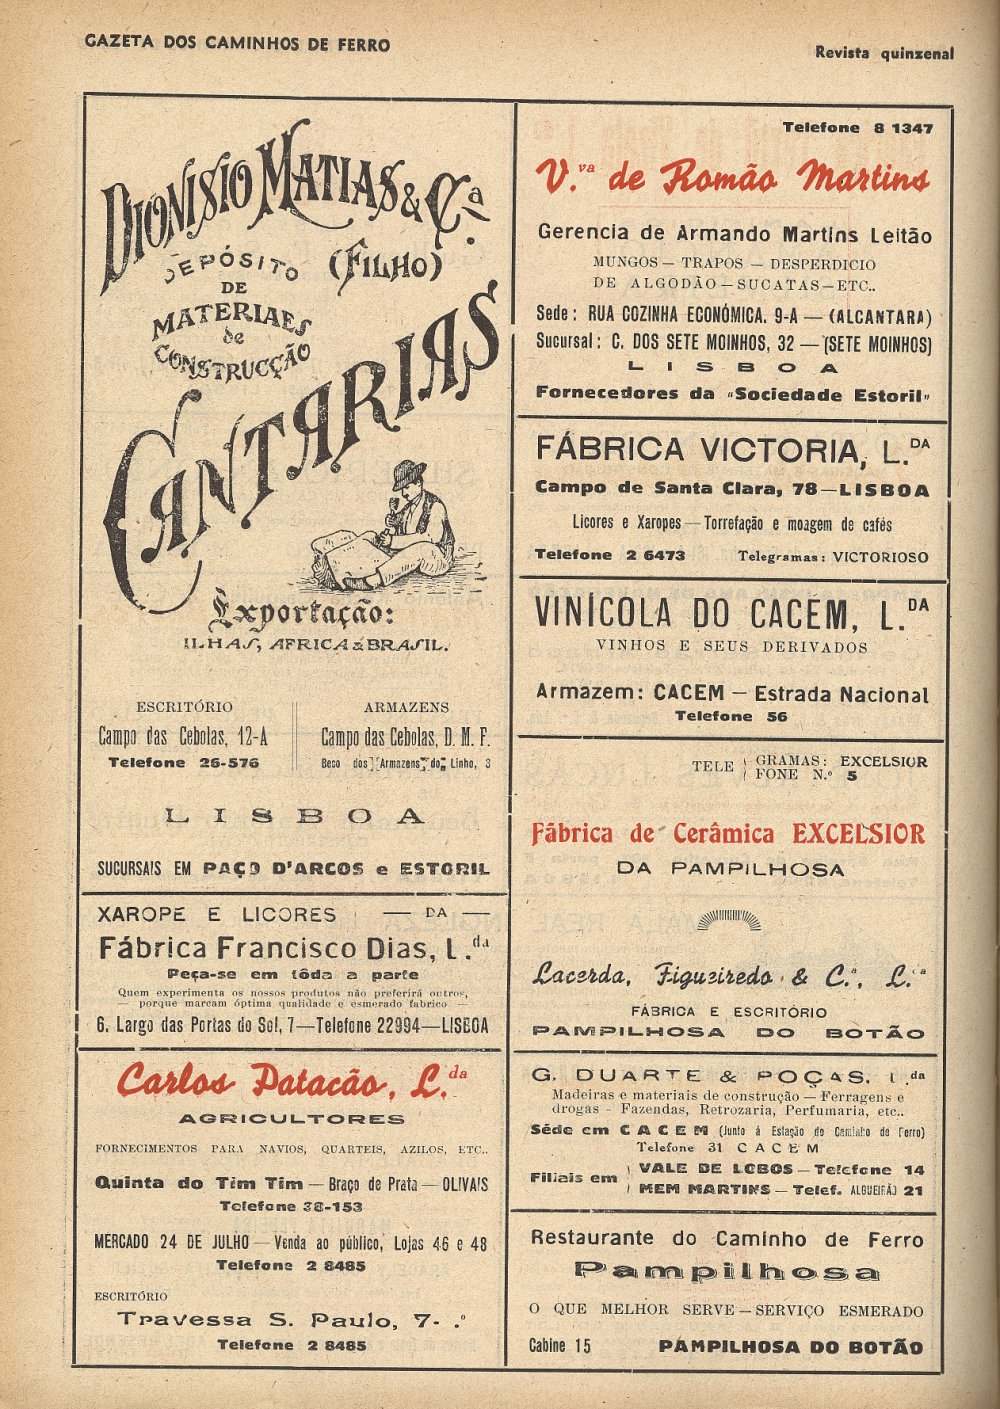 GAZETA DOS CAMINHOS DE FERRO
Revista quinzenal
DIONISIO MATIAS & C.ª
(FILHO)
DEPÓSITO
DE
MATERIAES
de
CONSTRUCÇÃO
CANTARIAS
Exportação:
ILHAS, AFRICA & BRASIL.
ESCRITÓRIO
Campo das Cebolas, 12-A
Telefone 26-576
ARMAZENS
Campo das Cebolas, D. M. F.
Beco dos Armazens do Linho, 3
LISBOA
SUCURSAIS EM PAÇO D'ARCOS e ESTORIL
XAROPE E LICORES — DA —
Fábrica Francisco Dias, L.da
Peça-se em tôda a parte
Quem experimenta os nossos produtos não preferirá outros,
— porque marcam óptima qualidade e esmerado fabrico —
6, Largo das Portas do Sol, 7—Telefone 22994—LISBOA
Carlos Patacão, L.da
AGRICULTORES
FORNECIMENTOS PARA NAVIOS, QUARTEIS, AZILOS, ETC..
Quinta do Tim Tim — Braço de Prata — OLIVAIS
Telefone 38-153
MERCADO 24 DE JULHO — Venda ao público, Lojas 46 e 48
Telefone 2 8485
ESCRITÓRIO
Travessa S. Paulo, 7- .º
Telefone 2 8485
Telefone 8 1347
V.va de Romão Martins
Gerencia de Armando Martins Leitão
MUNGOS — TRAPOS — DESPERDICIO
DE ALGODÃO — SUCATAS — ETC..
Sede: RUA COZINHA ECONÓMICA, 9-A — (ALCANTARA)
Sucursal: C. DOS SETE MOINHOS, 32 — (SETE MOINHOS)
LISBOA
Fornecedores da "Sociedade Estoril"
FÁBRICA VICTORIA, L.DA
Campo de Santa Clara, 78—LISBOA
Licores e Xaropes — Torrefação e moagem de cafés
Telefone 2 6473 Telegramas: VICTORIOSO
VINÍCOLA DO CACEM, L.DA
VINHOS E SEUS DERIVADOS
Armazem: CACEM — Estrada Nacional
Telefone 56
TELE GRAMAS: EXCELSIOR
FONE N.º 5
Fábrica de Cerâmica EXCELSIOR
DA PAMPILHOSA
Lacerda, Figueiredo & C.ª, L.da
FÁBRICA E ESCRITÓRIO
PAMPILHOSA DO BOTÃO
G. DUARTE & POÇAS, L.da
Madeiras e materiais de construção — Ferragens e
drogas - Fazendas, Retrozaria, Perfumaria, etc..
Séde em CACEM (Junto á Estação do Caminho de Ferro)
Telefone 31 CACEM
Filiais em VALE DE LOBOS — Telefone 14
MEM MARTINS — Telef. ALGUEIRÃO 21
Restaurante do Caminho de Ferro
Pampilhosa
O QUE MELHOR SERVE — SERVIÇO ESMERADO
Cabine 15 PAMPILHOSA DO BOTÃO